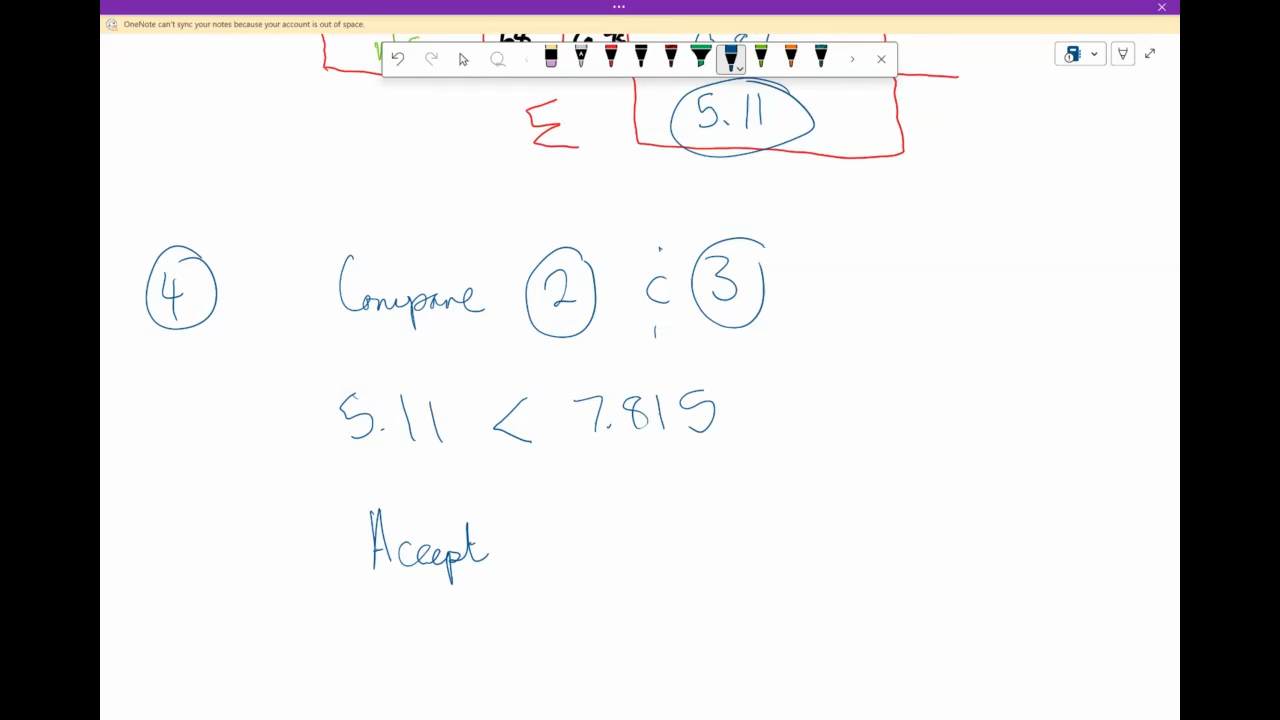 OneNote can't sync your notes because your account is out of space.
Σ 5.11
4 Compare 2 & 3
5.11 < 7.815
Accept